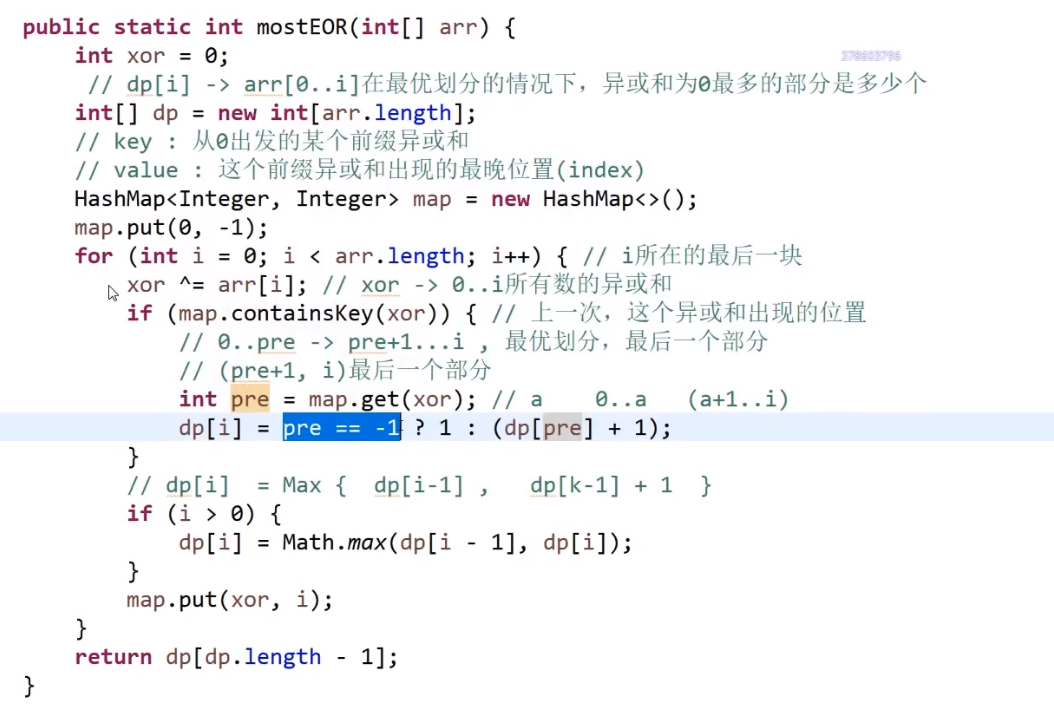 public static int mostEOR(int[] arr) {
int xor = 0;
378603796
// dp[i] -> arr[0..i]在最优划分的情况下，异或和为0最多的部分是多少个
int[] dp = new int[arr.length];
// key : 从0出发的某个前缀异或和
// value : 这个前缀异或和出现的最晚位置(index)
HashMap<Integer, Integer> map = new HashMap<>();
map.put(0, -1);
for (int i = 0; i < arr.length; i++) { // i所在的最后一块
xor ^= arr[i]; // xor -> 0..i所有数的异或和
if (map.containsKey(xor)) { // 上一次，这个异或和出现的位置
// 0..pre -> pre+1...i , 最优划分，最后一个部分
// (pre+1, i)最后一个部分
int pre = map.get(xor); // a 0..a (a+1..i)
dp[i] = pre == -1 ? 1 : (dp[pre] + 1);
}
// dp[i] = Max { dp[i-1] , dp[k-1] + 1 }
if (i > 0) {
dp[i] = Math.max(dp[i - 1], dp[i]);
}
map.put(xor, i);
}
return dp[dp.length - 1];
}